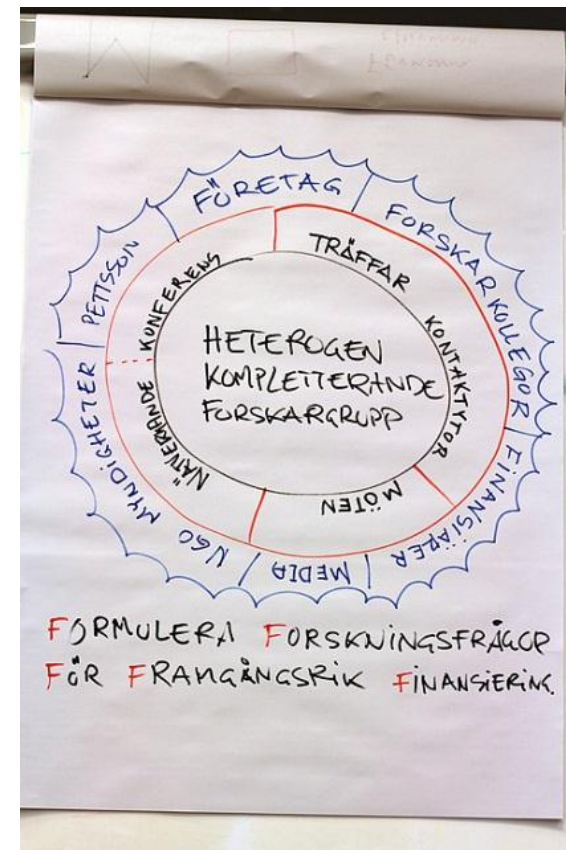 FÖRETAG
FORSKARKOLLEGOR
FINANSIÄRER
MEDIA
NGO
MYNDIGHETER
PETTSSON
TRÄFFAR
KONTAKTYTOR
MÖTEN
NÄTVERKANDE
KONFERENS
HETEROGEN
KOMPLETTERANDE
FORSKARGRUPP
FORMULERA FORSKNINGSFRÅGOR
FÖR FRAMGÅNGSRIK FINANSIERING.